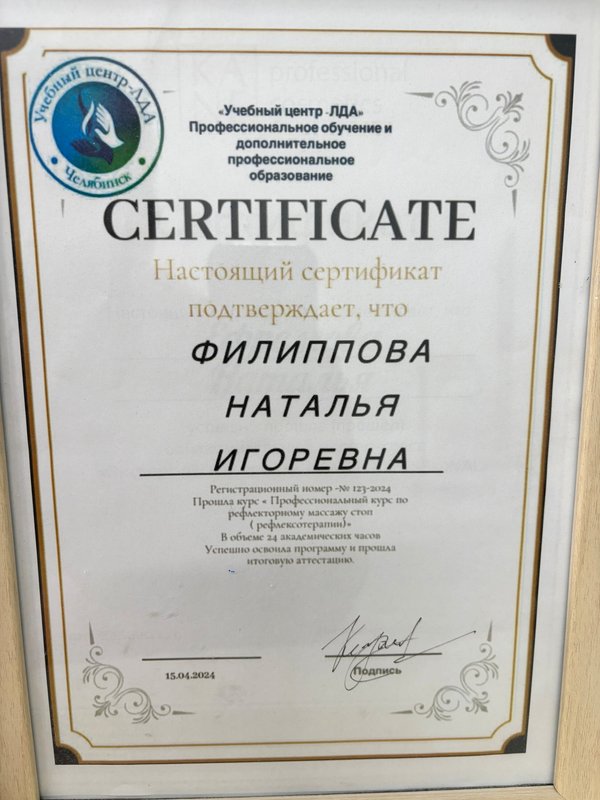 Учебный центр-ЛДА
• Челябинск •
«Учебный центр ЛДА»
Профессиональное обучение и
дополнительное
профессиональное
образование
CERTIFICATE
Настоящий сертификат
подтверждает, что
ФИЛИППОВА
НАТАЛЬЯ
ИГОРЕВНА
Регистрационный номер -№ 123-2024
Прошла курс « Профессиональный курс по
рефлекторному массажу стоп
( рефлексотерапии)»
В объеме 24 академических часов
Успешно освоила программу и прошла
итоговую аттестацию.
15.04.2024
Подпись